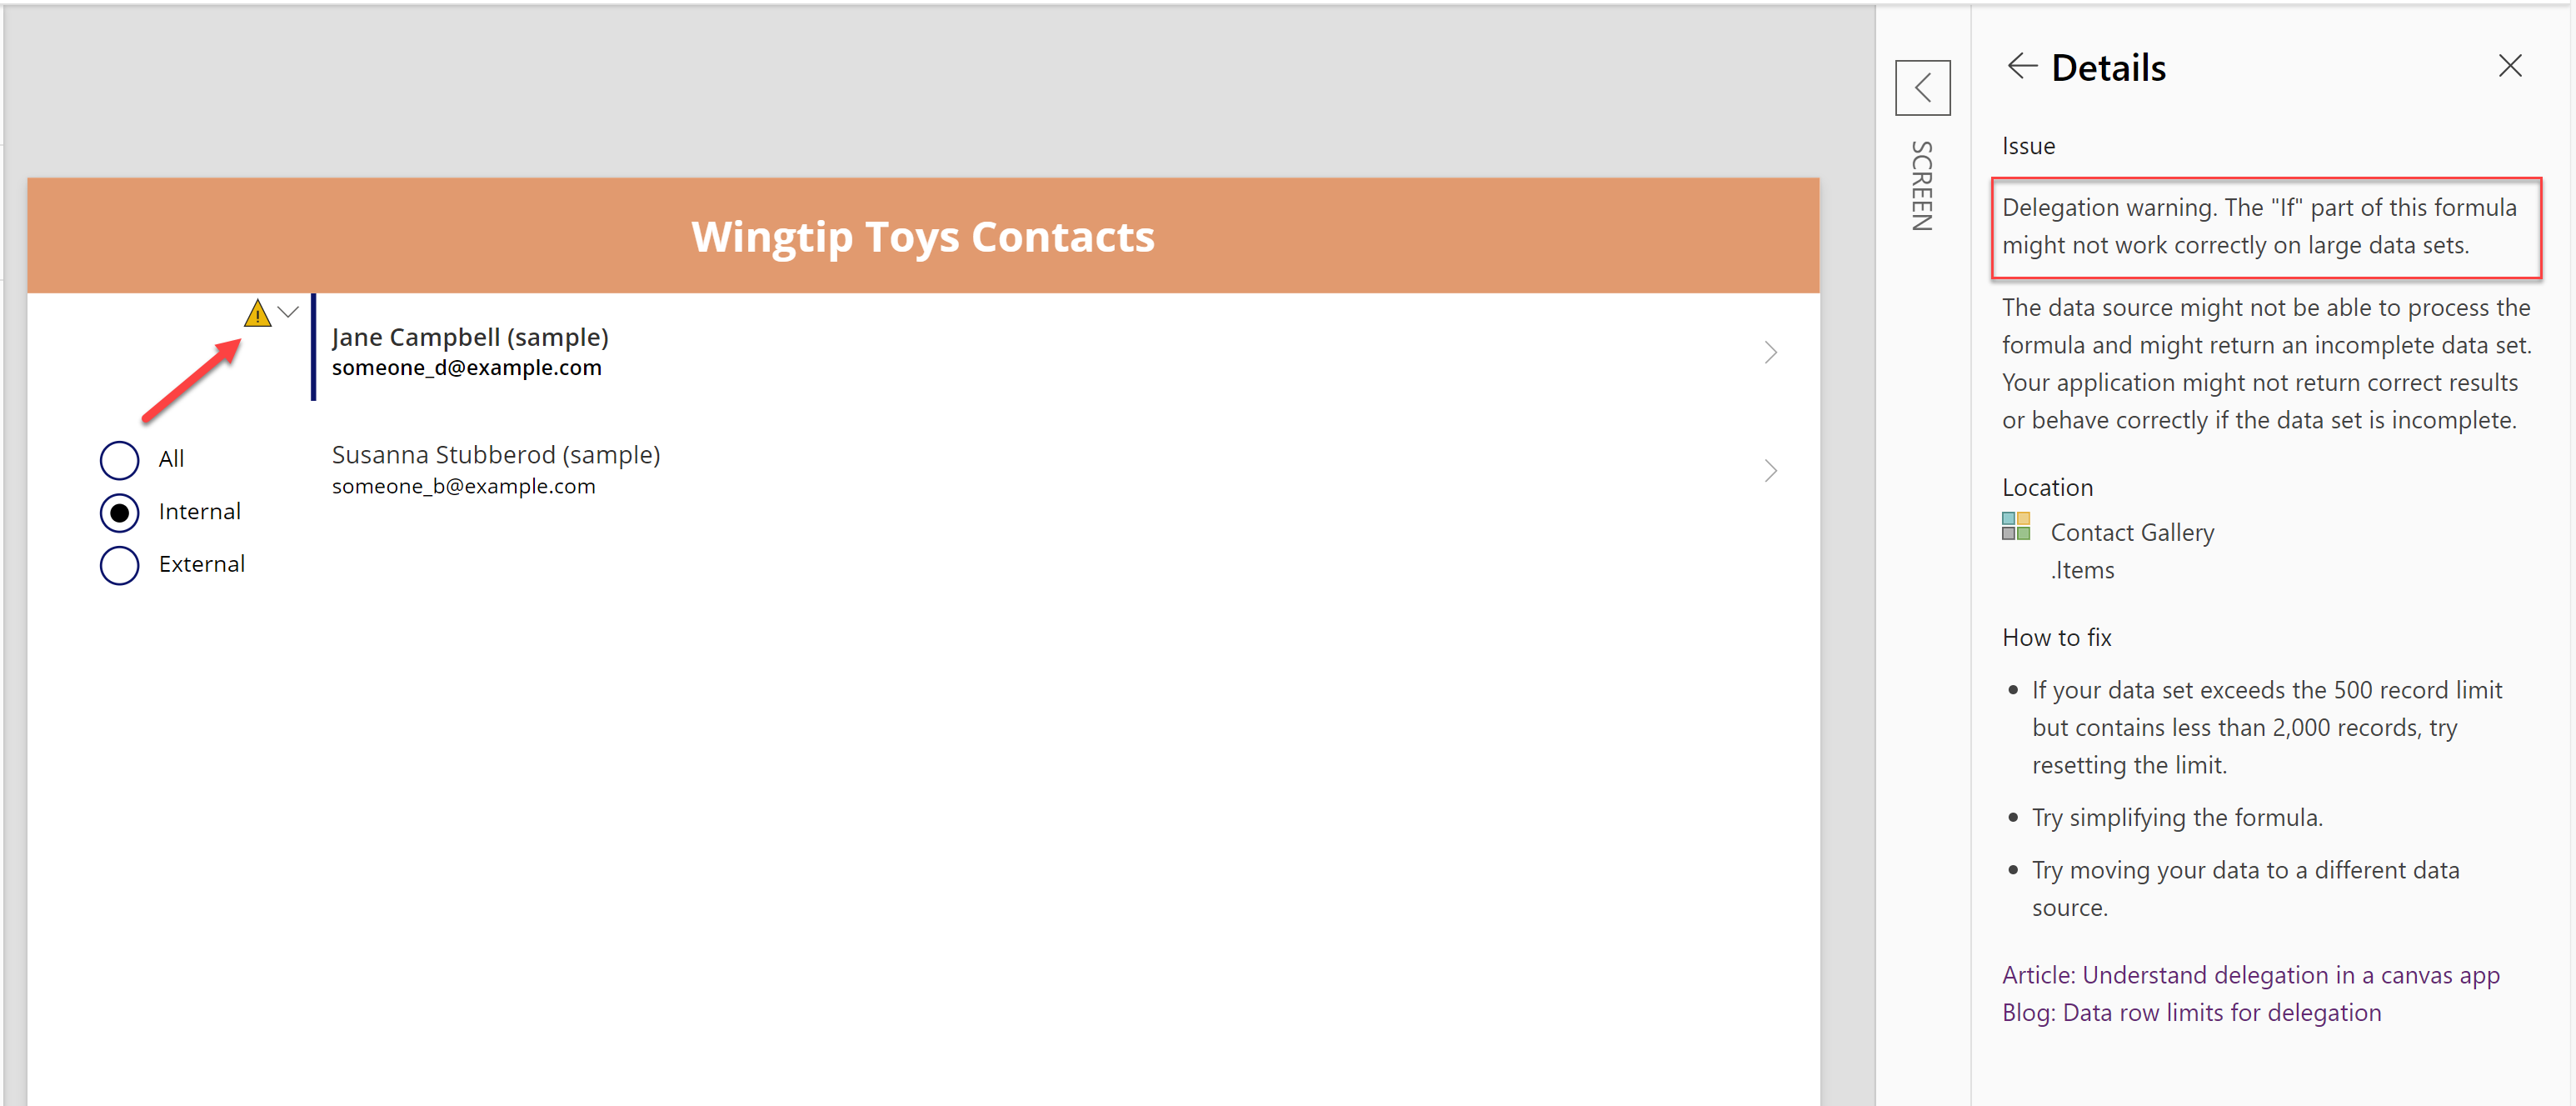 Wingtip Toys Contacts
Jane Campbell (sample)
someone_d@example.com
All
Susanna Stubberod (sample)
someone_b@example.com
Internal
External
SCREEN
Details
Issue
Delegation warning. The "If" part of this formula
might not work correctly on large data sets.
The data source might not be able to process the
formula and might return an incomplete data set.
Your application might not return correct results
or behave correctly if the data set is incomplete.
Location
Contact Gallery
.Items
How to fix
• If your data set exceeds the 500 record limit
but contains less than 2,000 records, try
resetting the limit.
• Try simplifying the formula.
• Try moving your data to a different data
source.
Article: Understand delegation in a canvas app
Blog: Data row limits for delegation